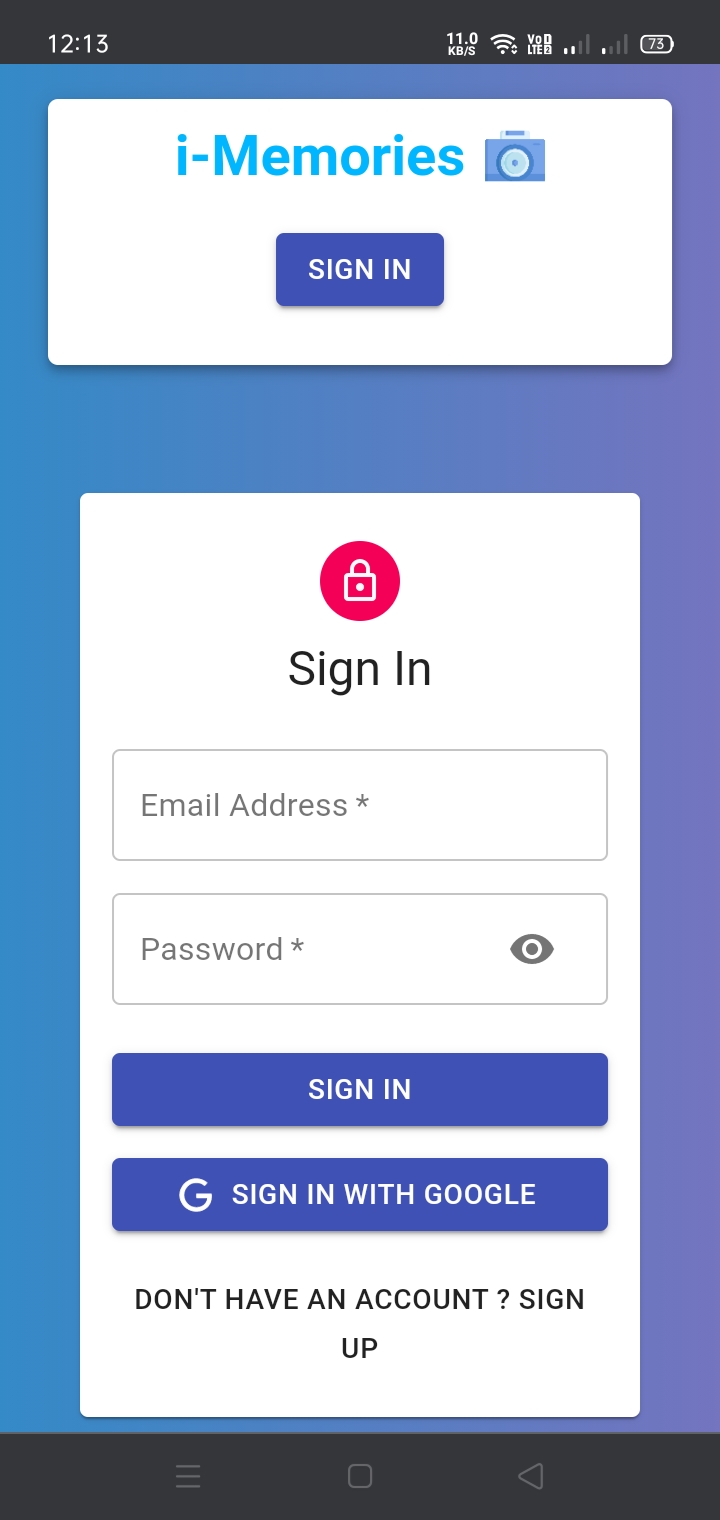 12:13
11.0
KB/S
VoD
LTE2
73
i-Memories
SIGN IN
Sign In
Email Address *
Password *
SIGN IN
SIGN IN WITH GOOGLE
DON'T HAVE AN ACCOUNT ? SIGN
UP